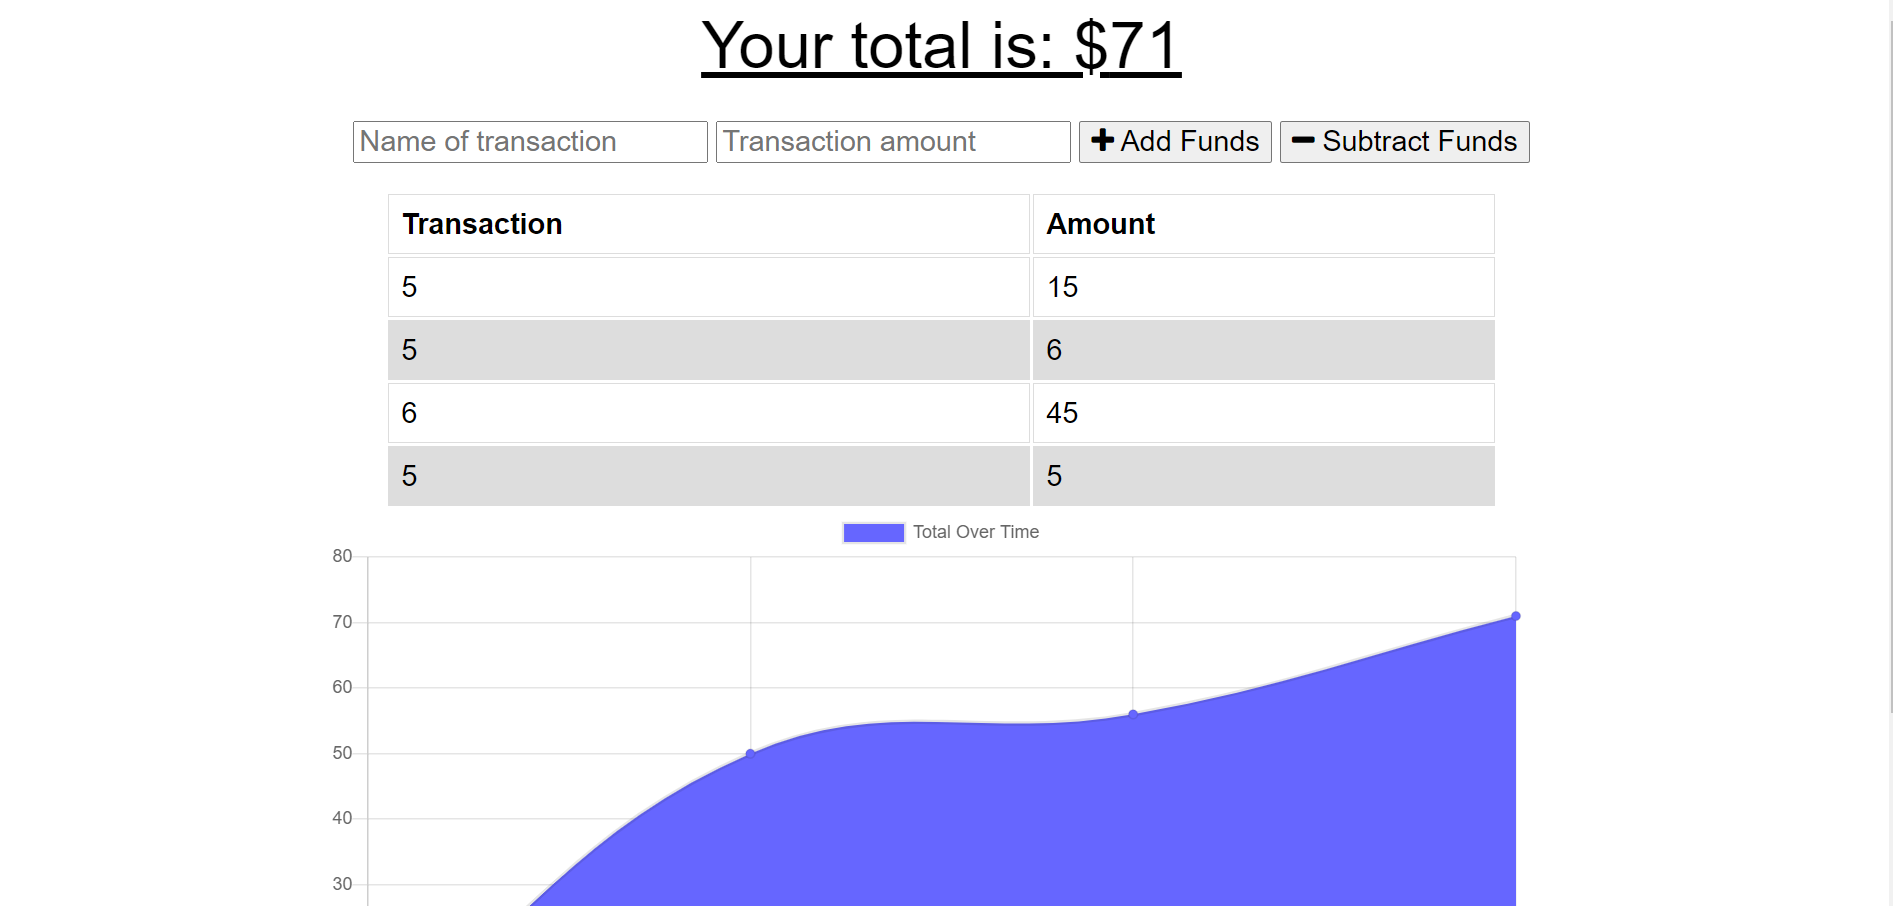 Your total is: $71
Name of transaction Transaction amount Add Funds Subtract Funds
Transaction Amount
5 15
5 6
6 45
5 5
Total Over Time
80
70
60
50
40
30